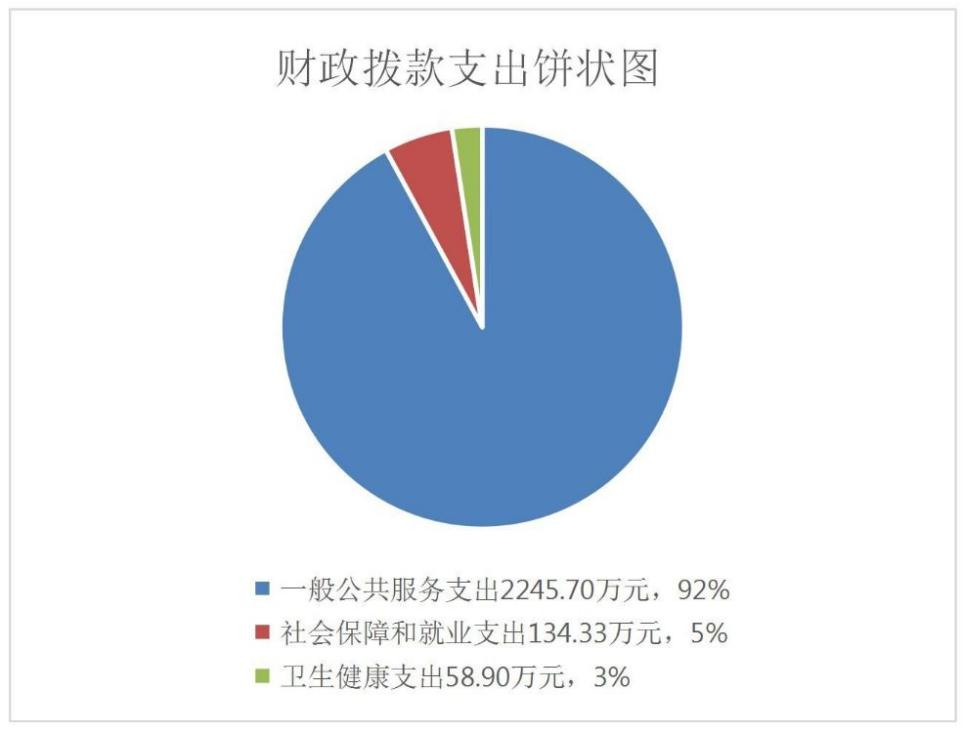 财政拨款支出饼状图
一般公共服务支出2245.70万元，92%
社会保障和就业支出134.33万元，5%
卫生健康支出58.90万元，3%